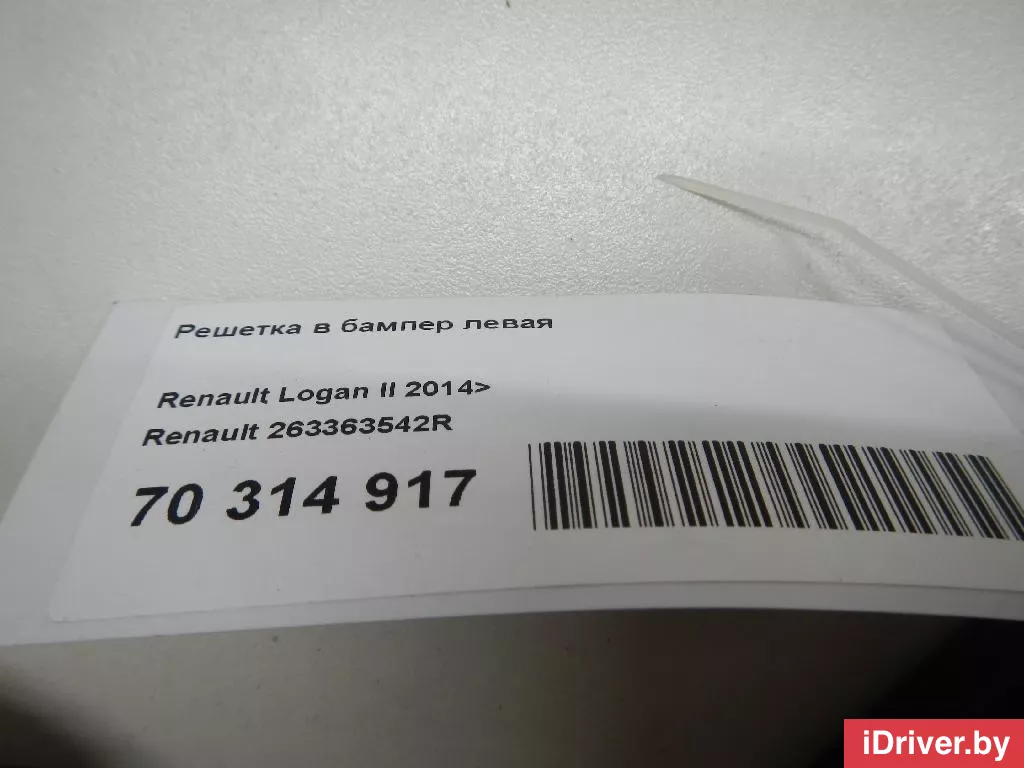 Решетка в бампер левая
Renault Logan II 2014>
Renault 263363542R
70 314 917
iDriver.by